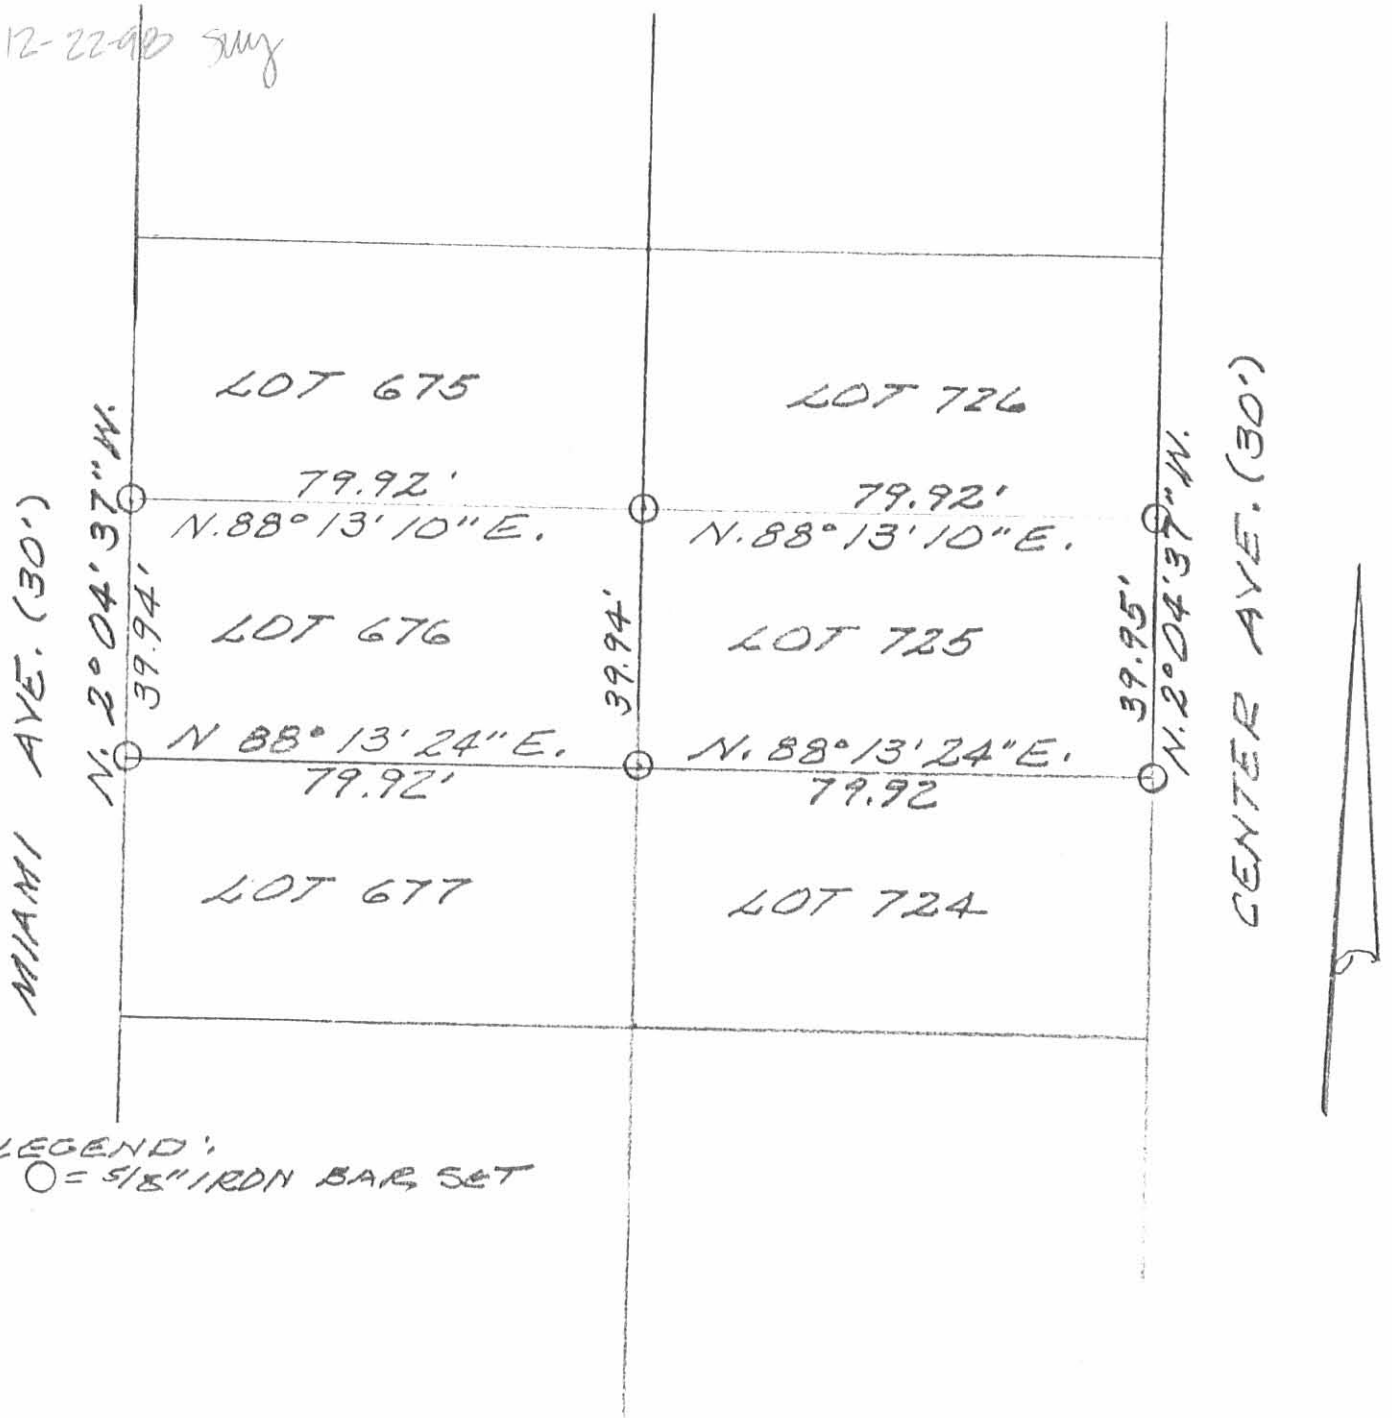 12-22-98
LOT 675
LOT 726
79.92'
N.88°13'10"E.
79.92'
N.88°13'10"E.
MIAMI AVE. (30')
N. 2°04'37"W.
39.94'
LOT 676
39.94'
LOT 725
39.95'
N.2°04'37"W.
CENTER AVE. (30')
N 88°13'24"E.
79.92'
N. 88°13'24"E.
79.92
LOT 677
LOT 724
LEGEND:
O = 5/8" IRON BAR SET